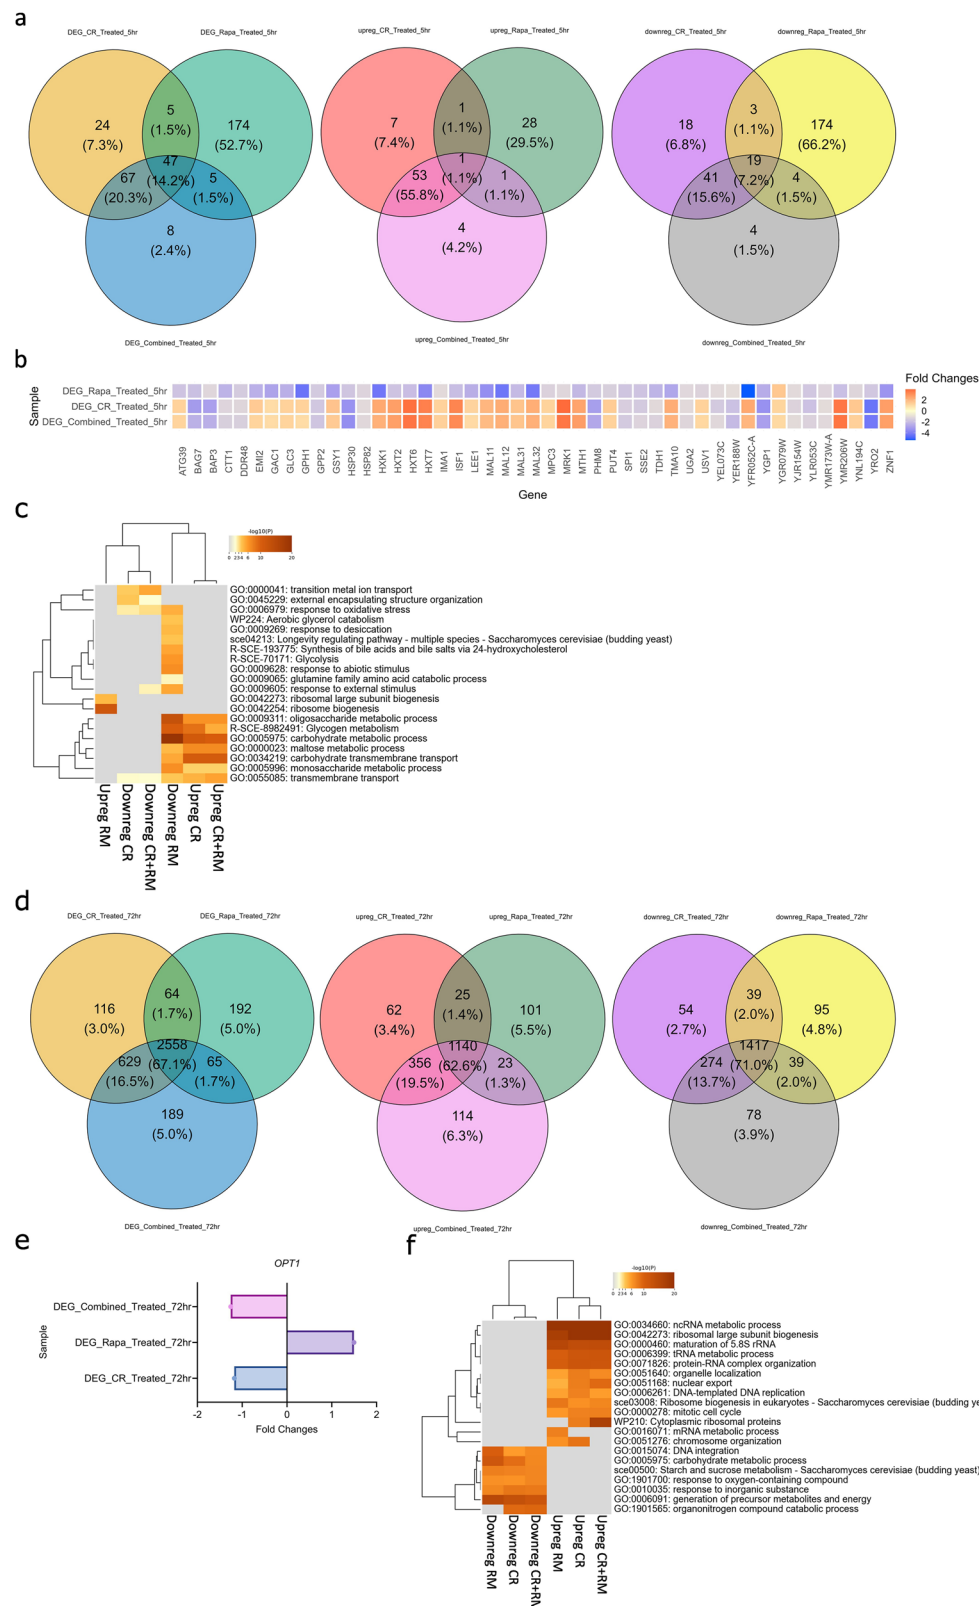 a
DEG_CR_Treated_5hr
DEG_Rapa_Treated_5hr
24
(7.3%)
5
(1.5%)
174
(52.7%)
47
(14.2%)
67
(20.3%)
5
(1.5%)
8
(2.4%)
DEG_Combined_Treated_5hr
upreg_CR_Treated_5hr
upreg_Rapa_Treated_5hr
7
(7.4%)
1
(1.1%)
28
(29.5%)
1
(1.1%)
53
(55.8%)
1
(1.1%)
4
(4.2%)
upreg_Combined_Treated_5hr
downreg_CR_Treated_5hr
downreg_Rapa_Treated_5hr
18
(6.8%)
3
(1.1%)
174
(66.2%)
19
(7.2%)
41
(15.6%)
4
(1.5%)
4
(1.5%)
downreg_Combined_Treated_5hr
b
Sample
DEG_Rapa_Treated_5hr
DEG_CR_Treated_5hr
DEG_Combined_Treated_5hr
Fold Changes
2
0
-2
-4
ATG39
BAG7
BAP3
CTT1
DDR48
EMI2
GAC1
GLC3
GPH1
GPP2
GSY1
HSP30
HSP82
HXK1
HXT2
HXT6
HXT7
IMA1
ISF1
LEE1
MAL11
MAL12
MAL31
MAL32
MPC3
MRK1
MTH1
PHM8
PUT4
SPI1
SSE2
TDH1
TMA10
UGA2
USV1
YEL073C
YER188W
YFR052C-A
YGP1
YGR079W
YJR154W
YLR053C
YMR173W-A
YMR206W
YNL194C
YRO2
ZNF1
Gene
c
-log10(P)
0 2 3 4 6 10 20
GO:0000041: transition metal ion transport
GO:0045229: external encapsulating structure organization
GO:0006979: response to oxidative stress
WP224: Aerobic glycerol catabolism
GO:0009269: response to desiccation
sce04213: Longevity regulating pathway - multiple species - Saccharomyces cerevisiae (budding yeast)
R-SCE-193775: Synthesis of bile acids and bile salts via 24-hydroxycholesterol
R-SCE-70171: Glycolysis
GO:0009628: response to abiotic stimulus
GO:0009065: glutamine family amino acid catabolic process
GO:0009605: response to external stimulus
GO:0042273: ribosomal large subunit biogenesis
GO:0042254: ribosome biogenesis
GO:0009311: oligosaccharide metabolic process
R-SCE-8982491: Glycogen metabolism
GO:0005975: carbohydrate metabolic process
GO:0000023: maltose metabolic process
GO:0034219: carbohydrate transmembrane transport
GO:0005996: monosaccharide metabolic process
GO:0055085: transmembrane transport
Upreg RM
Downreg CR
Downreg CR+RM
Downreg RM
Upreg CR
Upreg CR+RM
d
DEG_CR_Treated_72hr
DEG_Rapa_Treated_72hr
116
(3.0%)
64
(1.7%)
192
(5.0%)
2558
(67.1%)
629
(16.5%)
65
(1.7%)
189
(5.0%)
DEG_Combined_Treated_72hr
upreg_CR_Treated_72hr
upreg_Rapa_Treated_72hr
62
(3.4%)
25
(1.4%)
101
(5.5%)
1140
(62.6%)
356
(19.5%)
23
(1.3%)
114
(6.3%)
upreg_Combined_Treated_72hr
downreg_CR_Treated_72hr
downreg_Rapa_Treated_72hr
54
(2.7%)
39
(2.0%)
95
(4.8%)
1417
(71.0%)
274
(13.7%)
39
(2.0%)
78
(3.9%)
downreg_Combined_Treated_72hr
e
OPT1
Sample
DEG_Combined_Treated_72hr
DEG_Rapa_Treated_72hr
DEG_CR_Treated_72hr
-2 -1 0 1 2
Fold Changes
f
-log10(P)
0 2 3 4 6 10 20
GO:0034660: ncRNA metabolic process
GO:0042273: ribosomal large subunit biogenesis
GO:0000460: maturation of 5.8S rRNA
GO:0006399: tRNA metabolic process
GO:0071826: protein-RNA complex organization
GO:0051640: organelle localization
GO:0051168: nuclear export
GO:0006261: DNA-templated DNA replication
sce03008: Ribosome biogenesis in eukaryotes - Saccharomyces cerevisiae (budding ye
GO:0000278: mitotic cell cycle
WP210: Cytoplasmic ribosomal proteins
GO:0016071: mRNA metabolic process
GO:0051276: chromosome organization
GO:0015074: DNA integration
GO:0005975: carbohydrate metabolic process
sce00500: Starch and sucrose metabolism - Saccharomyces cerevisiae (budding yeast)
GO:1901700: response to oxygen-containing compound
GO:0010035: response to inorganic substance
GO:0006091: generation of precursor metabolites and energy
GO:1901565: organonitrogen compound catabolic process
Downreg RM
Downreg CR
Downreg CR+RM
Upreg RM
Upreg CR
Upreg CR+RM